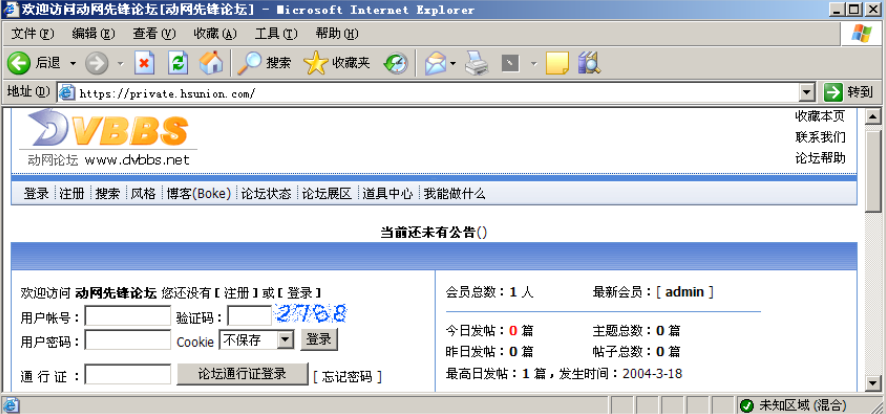 欢迎访问动网先锋论坛[动网先锋论坛] - Microsoft Internet Explorer
文件(F) 编辑(E) 查看(V) 收藏(A) 工具(T) 帮助(H)
后退 搜索 收藏夹
地址(D) https://private.hsunion.com/ 转到
DVBBS
动网论坛 www.dvbbs.net
收藏本页
联系我们
论坛帮助
登录 注册 搜索 风格 博客(Boke) 论坛状态 论坛展区 道具中心 我能做什么
当前还未有公告()
欢迎访问 动网先锋论坛 您还没有[ 注册 ]或[ 登录 ]
用户帐号: 验证码: 2768
用户密码: Cookie 不保存 登录
通 行 证: 论坛通行证登录 [ 忘记密码 ]
会员总数:1 人 最新会员:[ admin ]
今日发帖:0 篇 主题总数:0 篇
昨日发帖:0 篇 帖子总数:0 篇
最高日发帖:1 篇,发生时间:2004-3-18
未知区域 (混合)